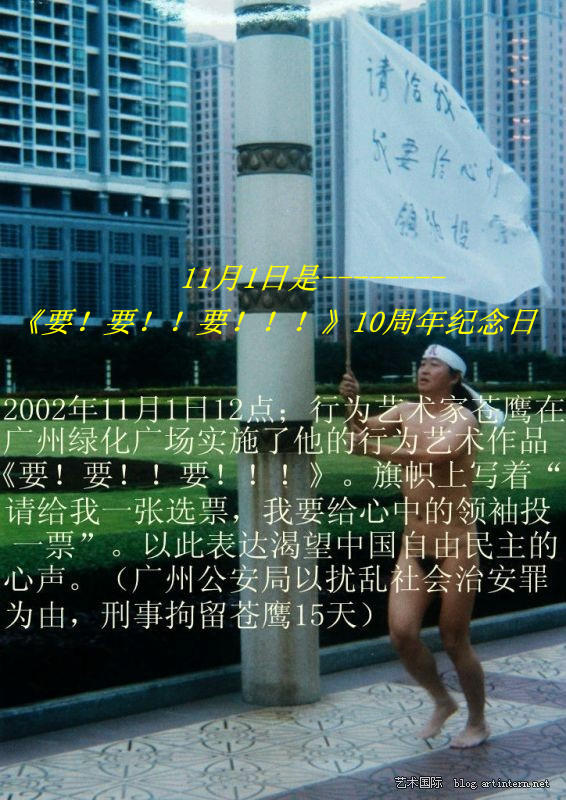 请给我一
我要给心中
领袖投 票
11月1日是--------
《要！要！！要！！！》10周年纪念日
2002年11月1日12点；行为艺术家苍鹰在
广州绿化广场实施了他的行为艺术作品
《要！要！！要！！！》。旗帜上写着“
请给我一张选票，我要给心中的领袖投
一票”。以此表达渴望中国自由民主的
心声。（广州公安局以扰乱社会治安罪
为由，刑事拘留苍鹰15天）
艺术国际 blog.artintern.net